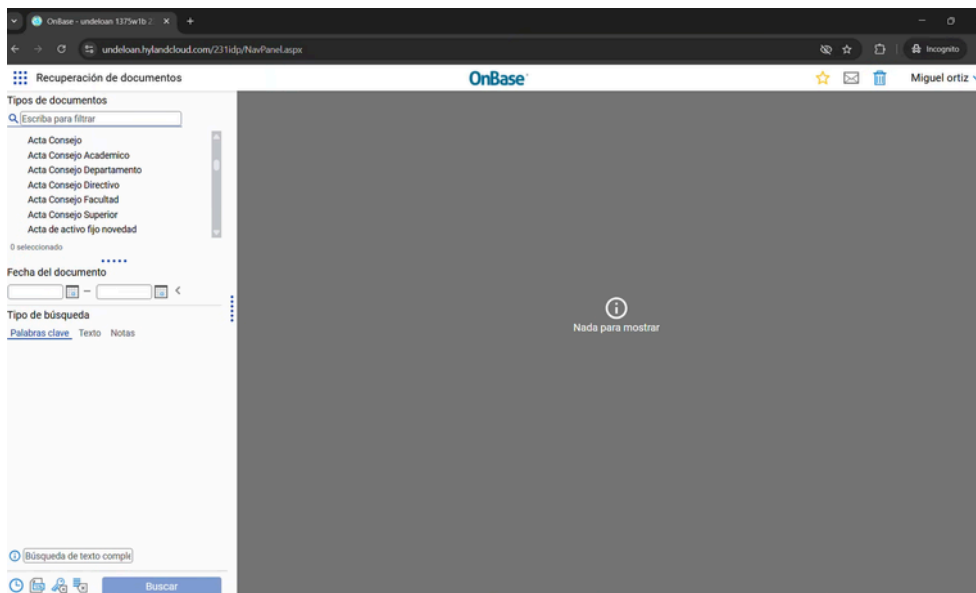 OnBase - undeloan 1375w1b 2
undeloan.hylandcloud.com/231idp/NavPanel.aspx
Incognito
Recuperación de documentos
OnBase
Miguel ortiz
Tipos de documentos
Escriba para filtrar
Acta Consejo
Acta Consejo Academico
Acta Consejo Departamento
Acta Consejo Directivo
Acta Consejo Facultad
Acta Consejo Superior
Acta de activo fijo novedad
0 seleccionado
Fecha del documento
–
Tipo de búsqueda
Palabras clave Texto Notas
Nada para mostrar
Búsqueda de texto comple
Buscar